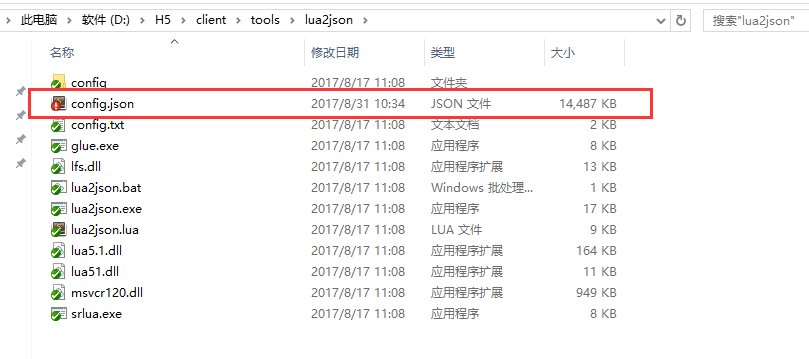 此电脑 > 软件 (D:) > H5 > client > tools > lua2json >
搜索"lua2json"
名称 修改日期 类型 大小
config 2017/8/17 11:08 文件夹
config.json 2017/8/31 10:34 JSON 文件 14,487 KB
config.txt 2017/8/17 11:08 文本文档 2 KB
glue.exe 2017/8/17 11:08 应用程序 8 KB
lfs.dll 2017/8/17 11:08 应用程序扩展 13 KB
lua2json.bat 2017/8/17 11:08 Windows 批处理... 1 KB
lua2json.exe 2017/8/17 11:08 应用程序 17 KB
lua2json.lua 2017/8/17 11:08 LUA 文件 9 KB
lua5.1.dll 2017/8/17 11:08 应用程序扩展 164 KB
lua51.dll 2017/8/17 11:08 应用程序扩展 11 KB
msvcr120.dll 2017/8/17 11:08 应用程序扩展 949 KB
srlua.exe 2017/8/17 11:08 应用程序 8 KB